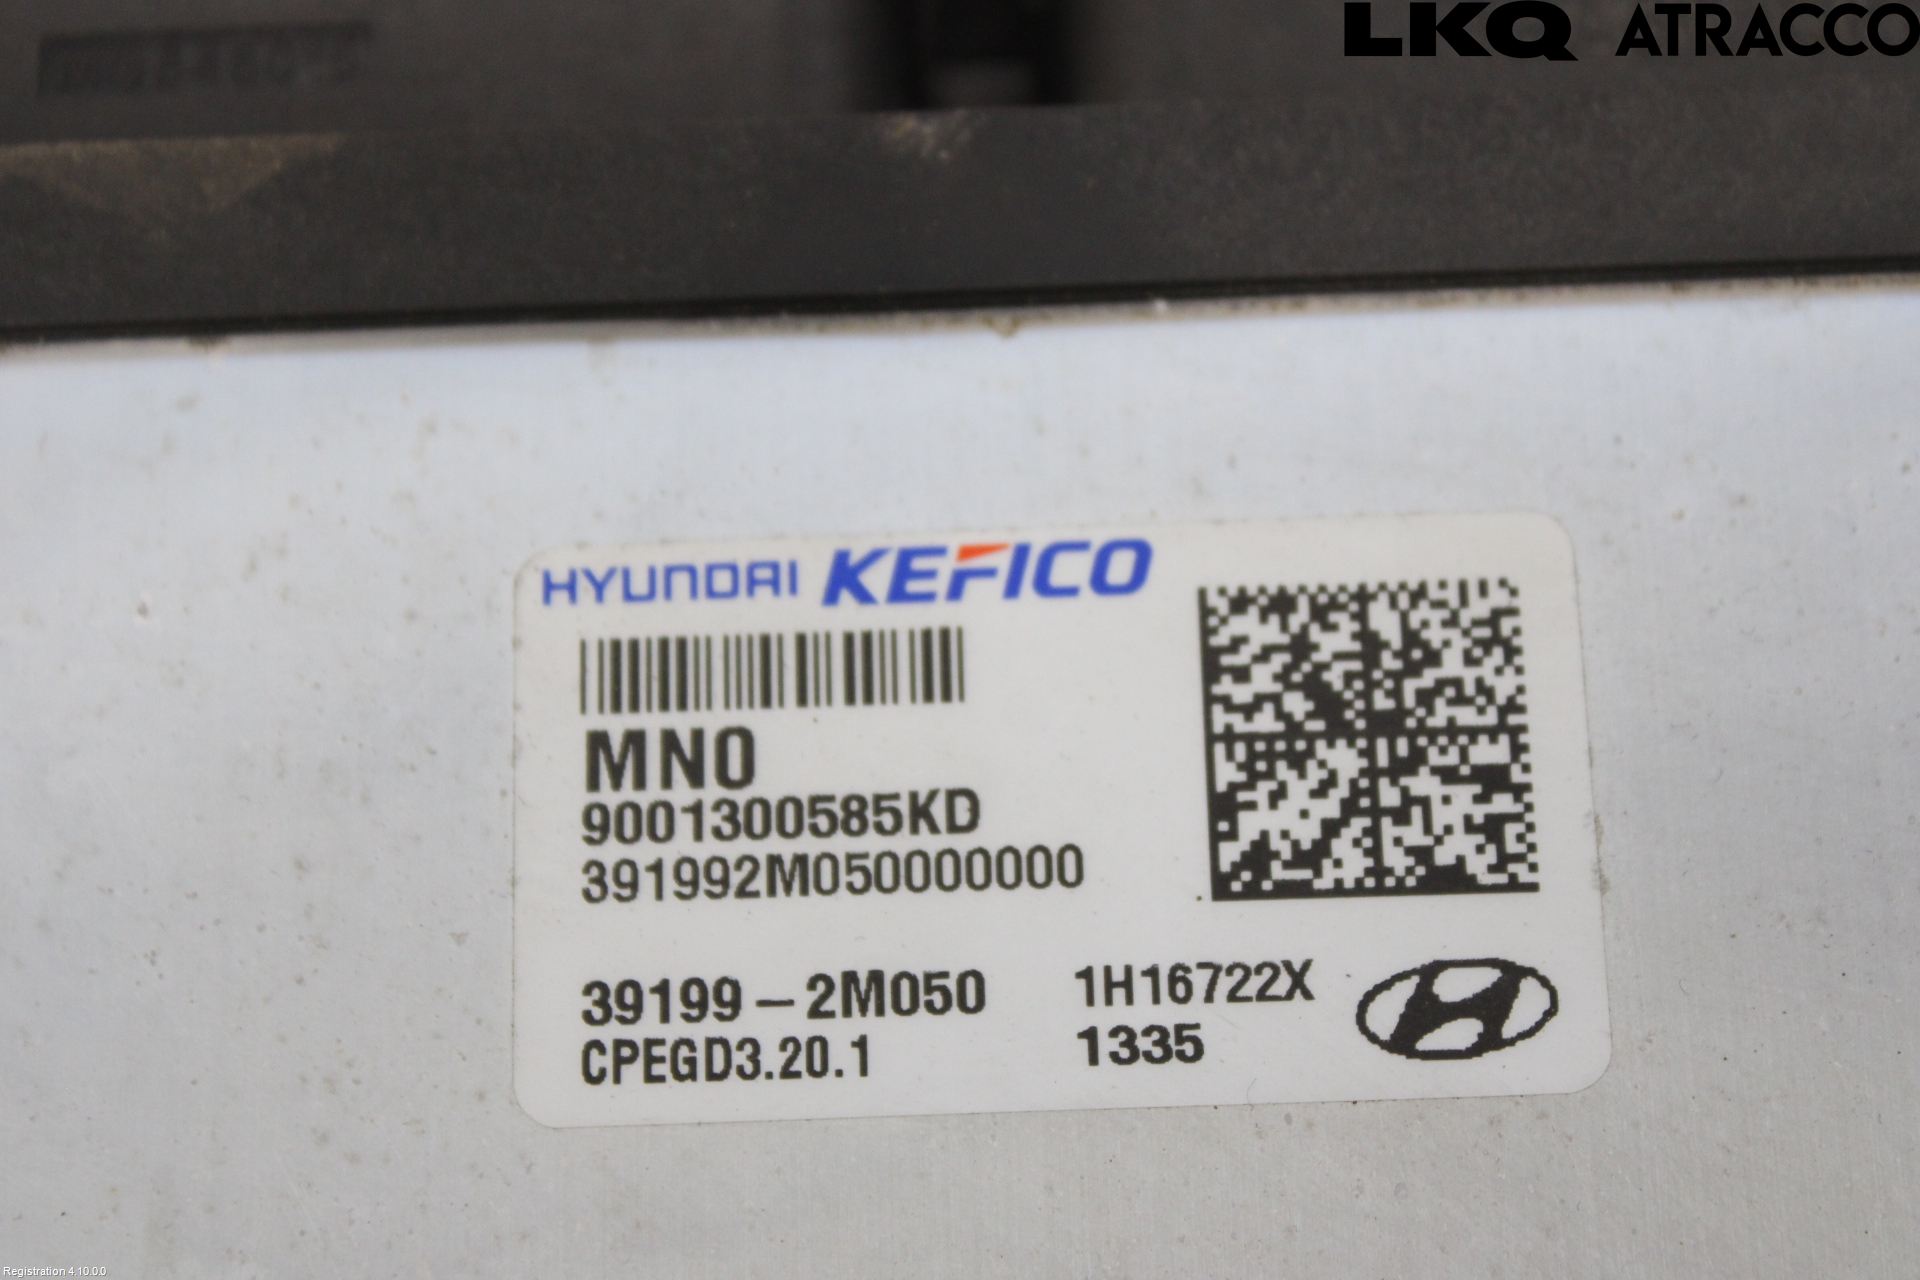 LKQ ATRACCO
HYUNDAI KEFICO
MN0
9001300585KD
391992M050000000
39199-2M050 1H16722X
CPEGD3.20.1 1335
Registration 4.10.0.0